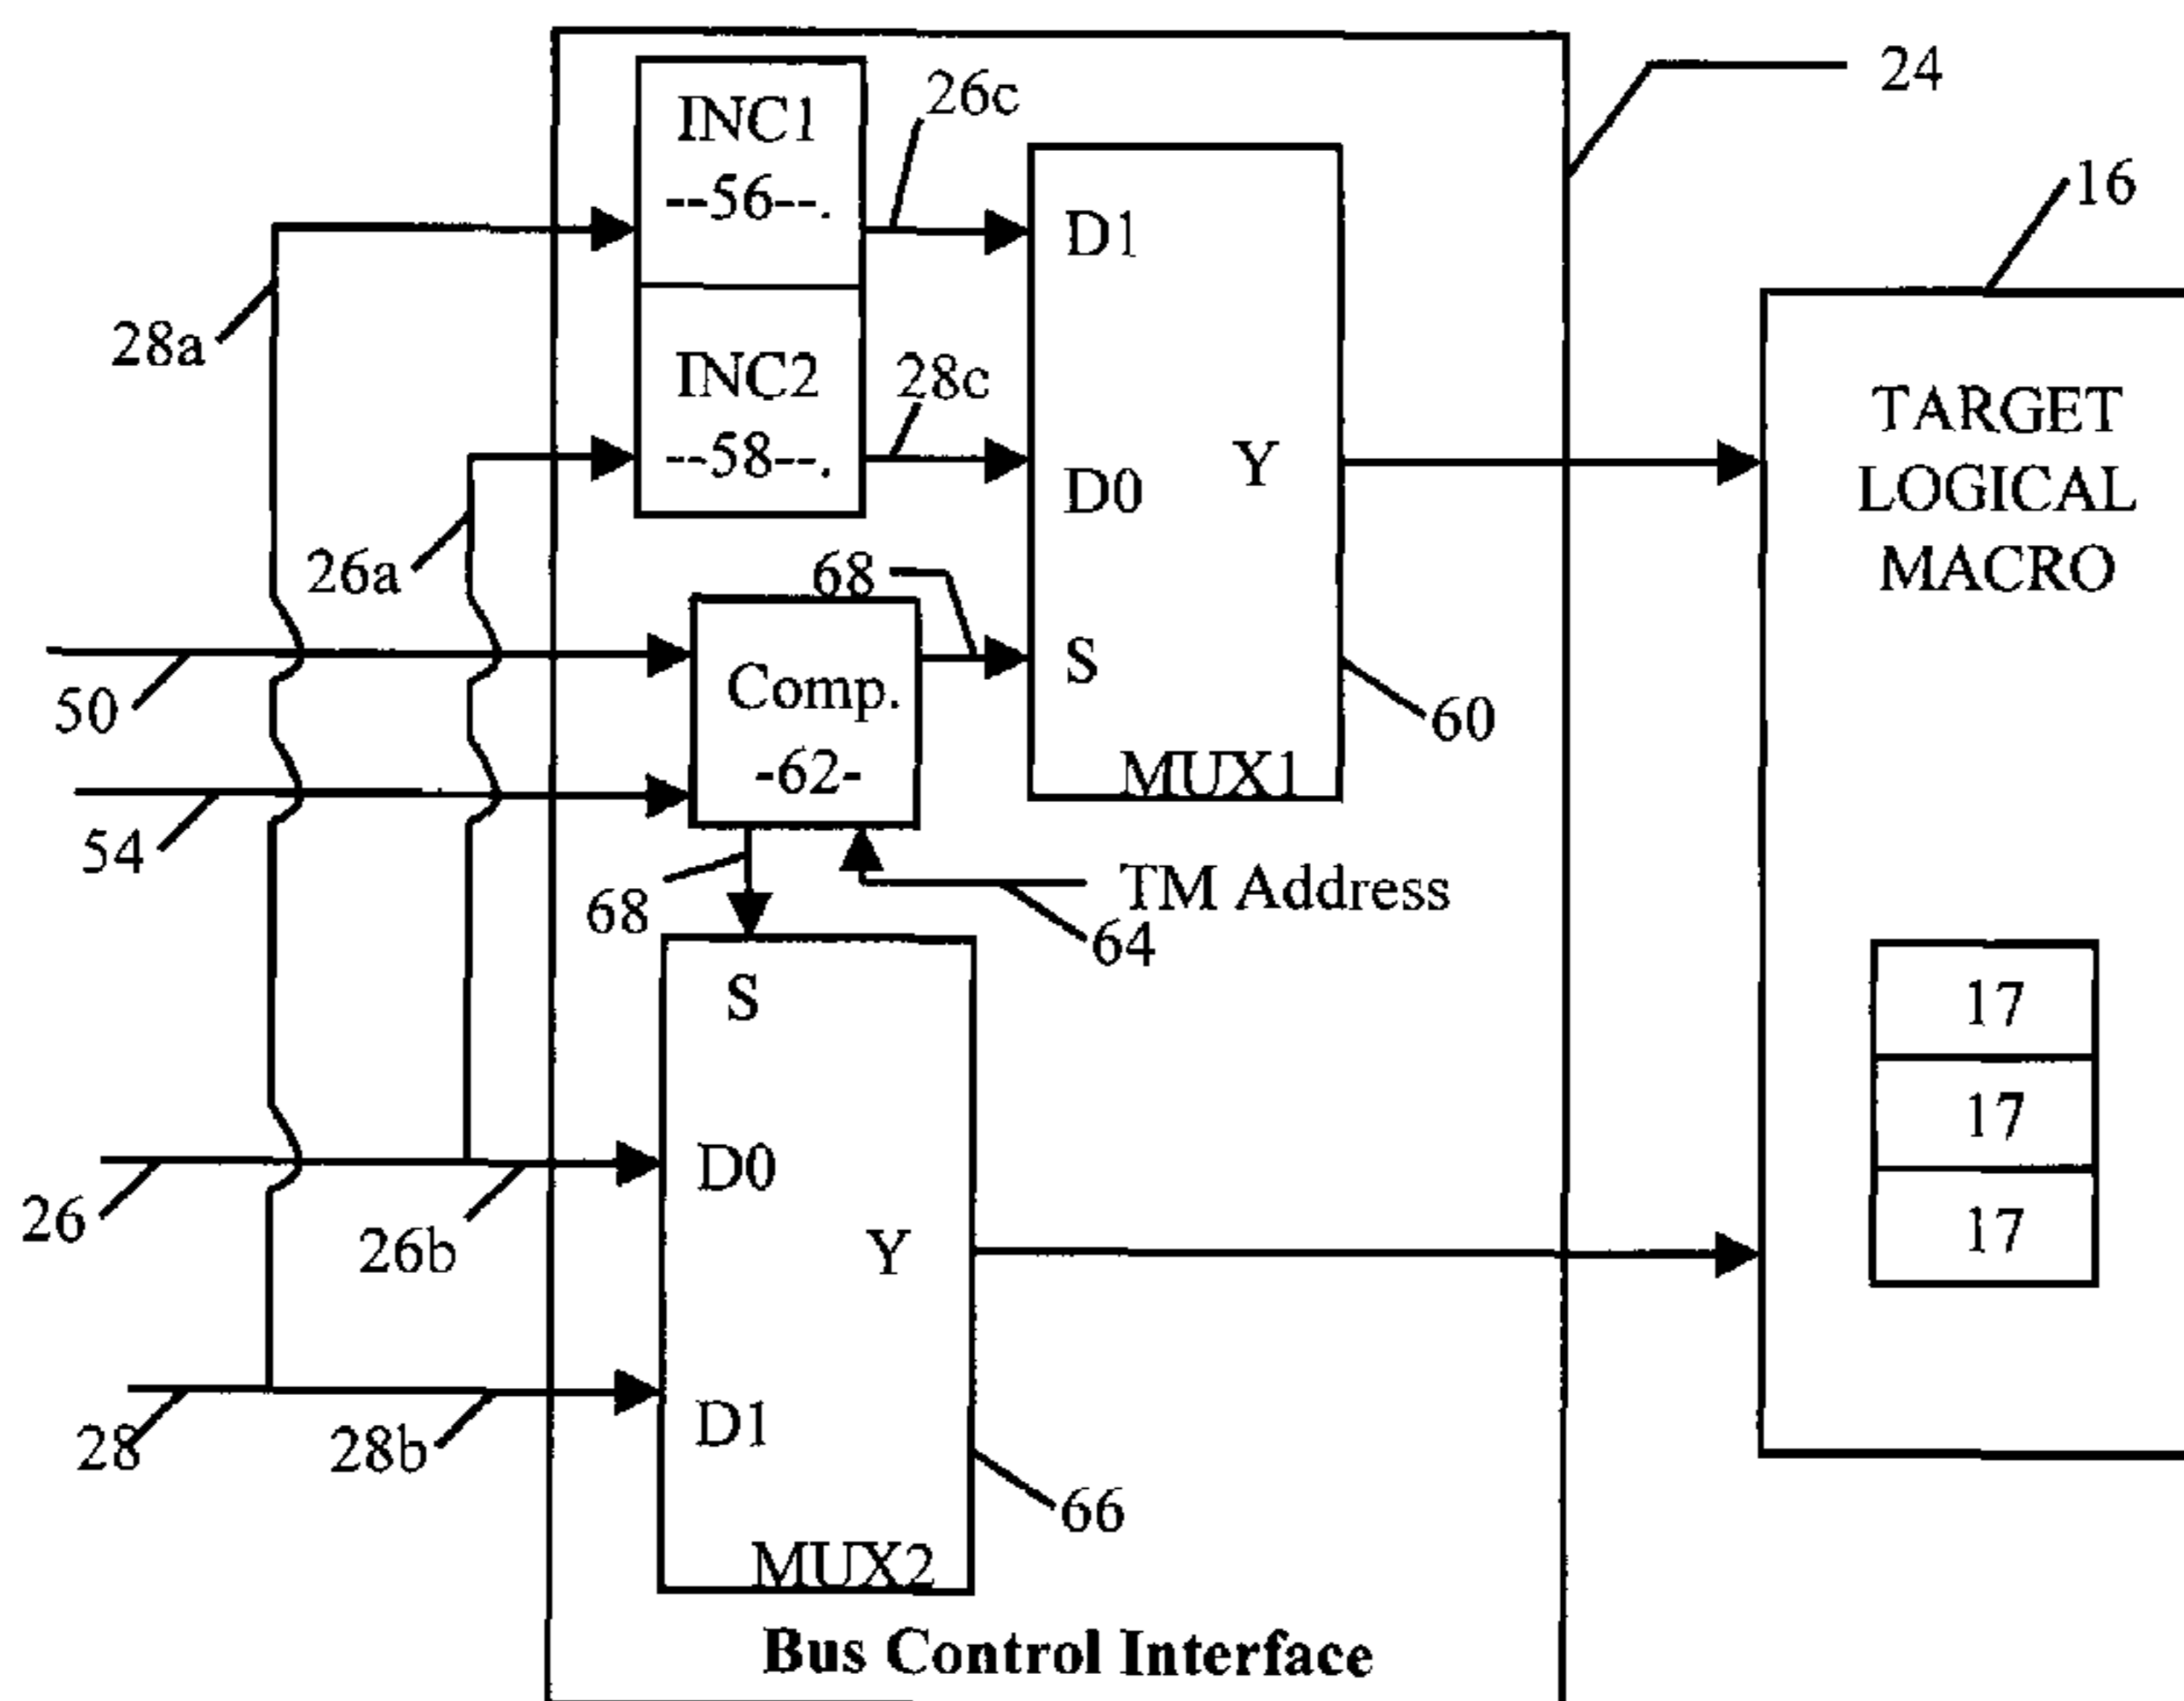 24
26c
INC1
--56--.
16
D1
28a
INC2
--58--.
28c
TARGET
LOGICAL
MACRO
Y
D0
26a
68
S
Comp.
-62-
50
60
MUX1
54
68
TM Address
64
S
17
17
17
D0
26
26b
Y
D1
28
28b
66
MUX2
Bus Control Interface